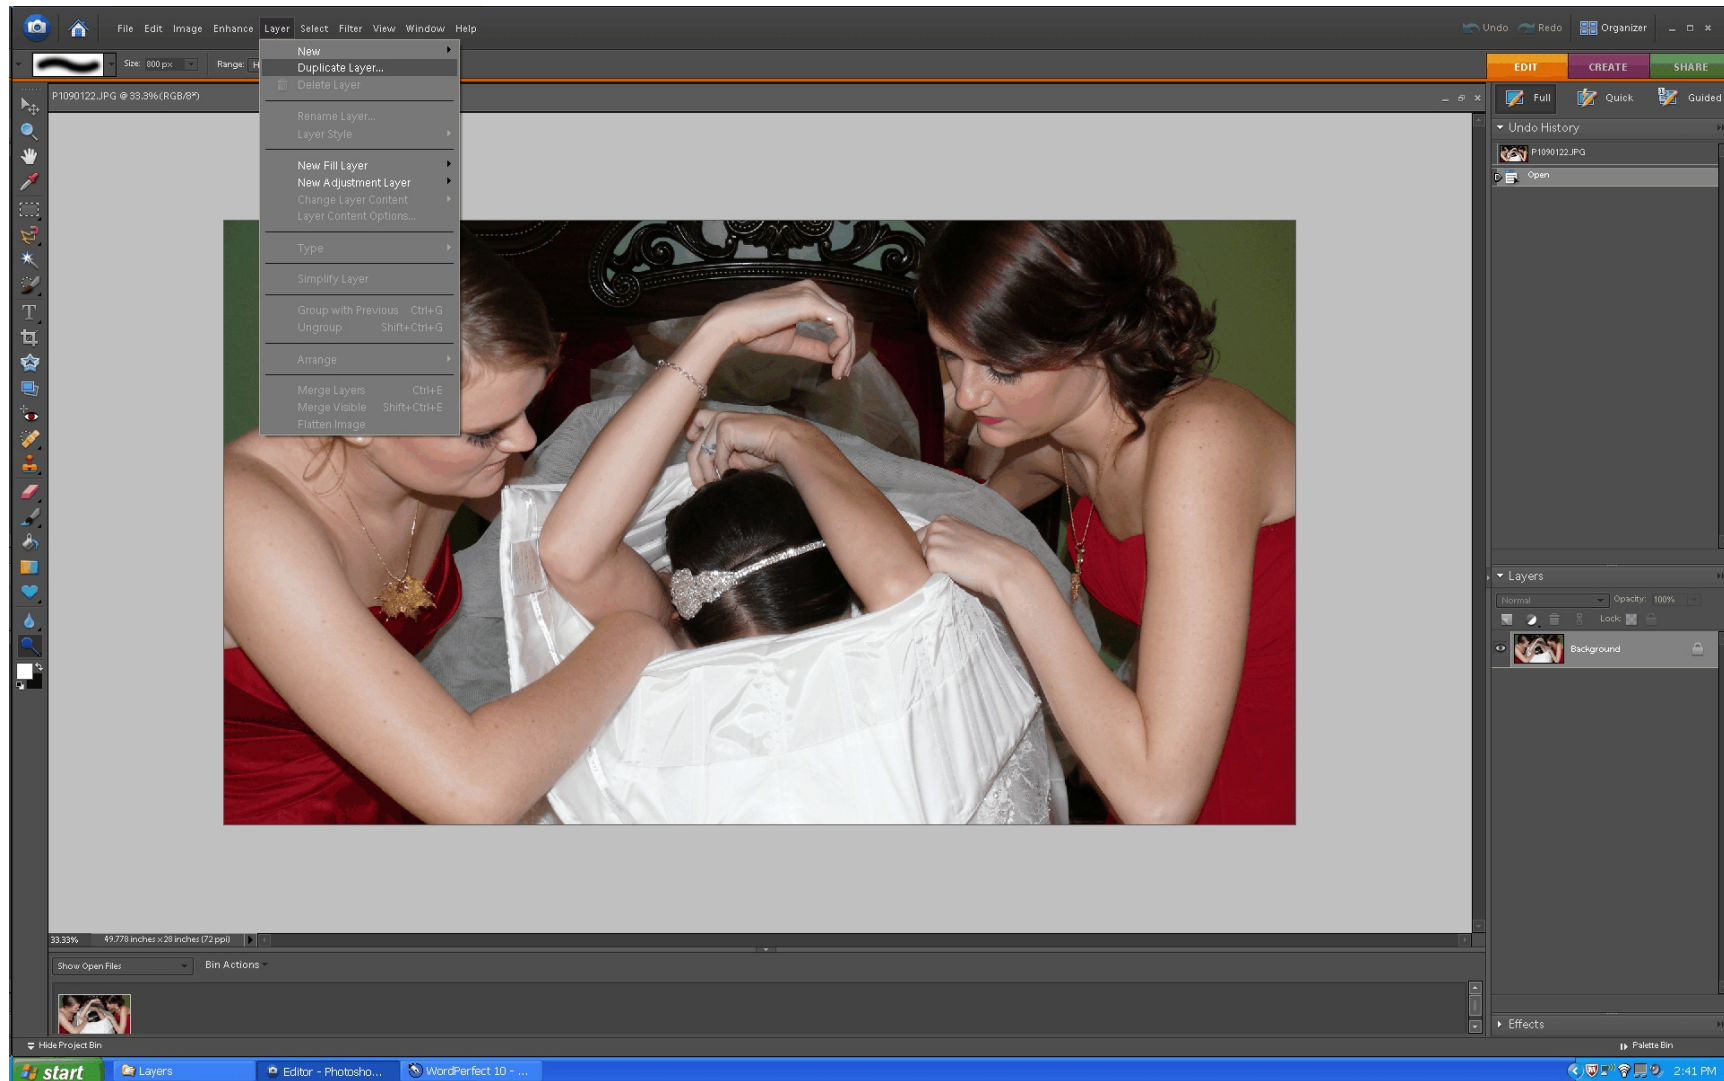 File Edit Image Enhance Layer Select Filter View Window Help
Undo Redo Organizer
Size: 800 px Range: H
EDIT CREATE SHARE
P1090122.JPG @ 33.3% (RGB/8*)
New
Duplicate Layer...
Delete Layer
Rename Layer...
Layer Style
New Fill Layer
New Adjustment Layer
Change Layer Content
Layer Content Options...
Type
Simplify Layer
Group with Previous Ctrl+G
Ungroup Shift+Ctrl+G
Arrange
Merge Layers Ctrl+E
Merge Visible Shift+Ctrl+E
Flatten Image
Full Quick Guided
Undo History
P1090122.JPG
Open
Layers
Normal Opacity: 100%
Lock:
Background
33.33% 49.778 inches x 28 inches (72 ppi)
Show Open Files Bin Actions
Effects
Hide Project Bin
Palette Bin
start Layers Editor - Photosho... WordPerfect 10 - ... 2:41 PM